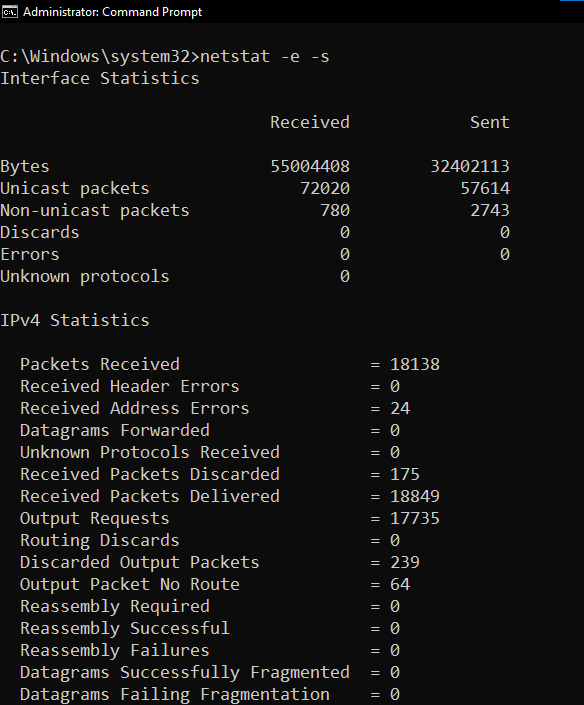 Administrator: Command Prompt
C:\Windows\system32>netstat -e -s
Interface Statistics
Received Sent
Bytes 55004408 32402113
Unicast packets 72020 57614
Non-unicast packets 780 2743
Discards 0 0
Errors 0 0
Unknown protocols 0
IPv4 Statistics
Packets Received = 18138
Received Header Errors = 0
Received Address Errors = 24
Datagrams Forwarded = 0
Unknown Protocols Received = 0
Received Packets Discarded = 175
Received Packets Delivered = 18849
Output Requests = 17735
Routing Discards = 0
Discarded Output Packets = 239
Output Packet No Route = 64
Reassembly Required = 0
Reassembly Successful = 0
Reassembly Failures = 0
Datagrams Successfully Fragmented = 0
Datagrams Failing Fragmentation = 0